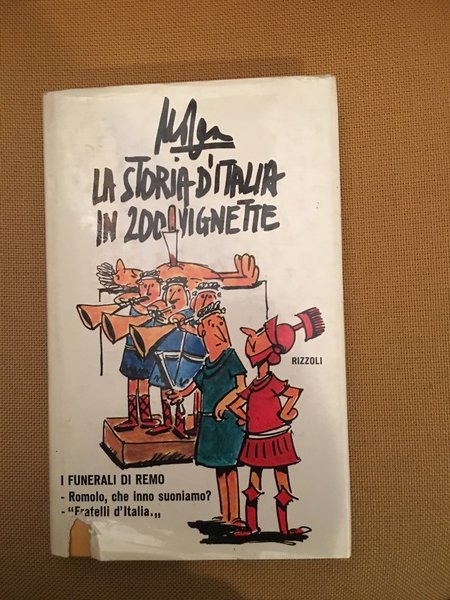 LA STORIA D'ITALIA
IN 200 VIGNETTE
RIZZOLI
I FUNERALI DI REMO
- Romolo, che inno suoniamo?
- "Fratelli d'Italia.„